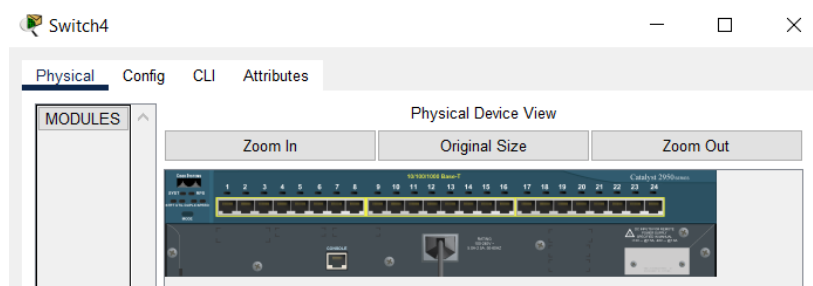 Switch4
Physical Config CLI Attributes
MODULES
Physical Device View
Zoom In Original Size Zoom Out
10/100/1000 Base-T
Catalyst 2950
1 2 3 4 5 6 7 8 9 10 11 12 13 14 15 16 17 18 19 20 21 22 23 24
MODE
CONSOLE